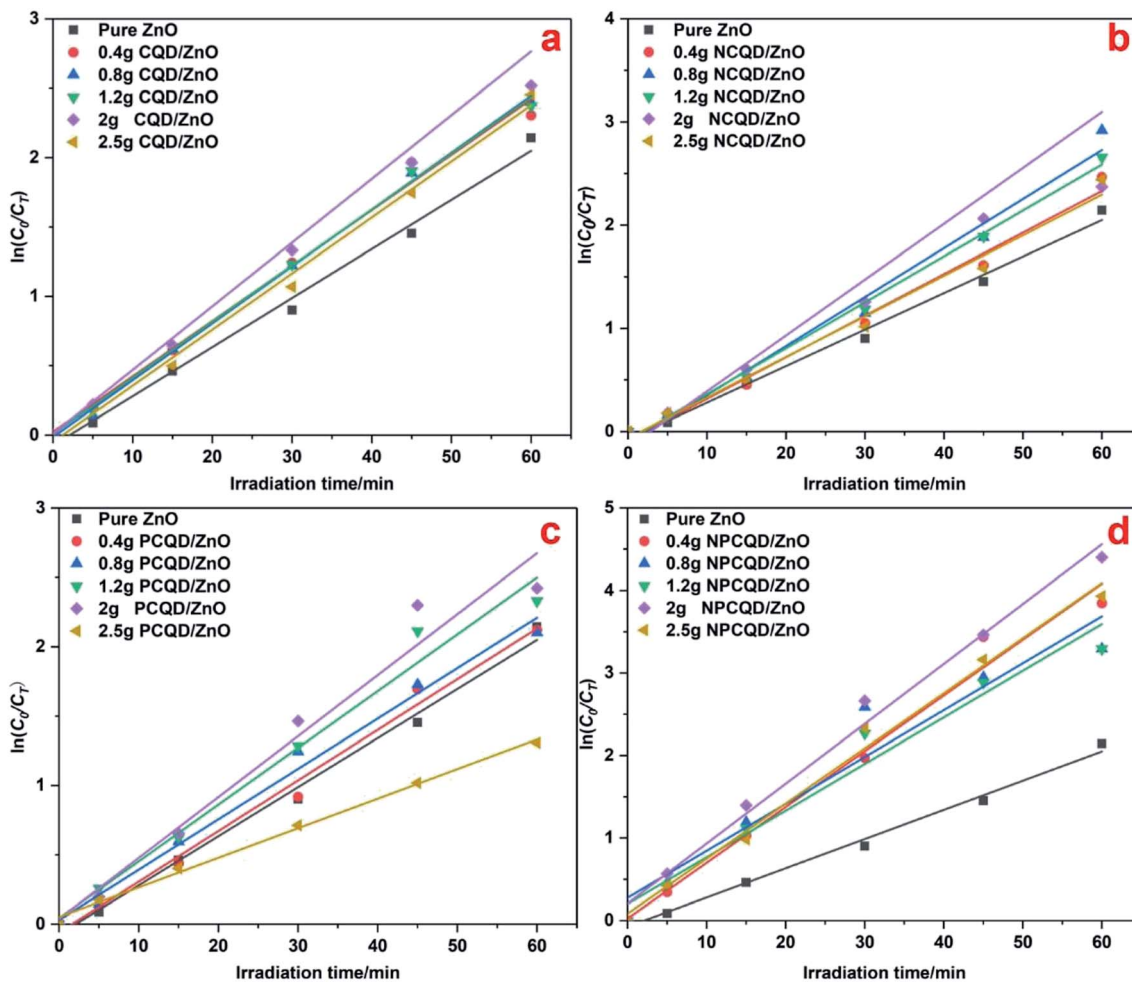 a
Pure ZnO
0.4g CQD/ZnO
0.8g CQD/ZnO
1.2g CQD/ZnO
2g CQD/ZnO
2.5g CQD/ZnO
3
2
1
0
ln(C₀/C_T)
0 10 20 30 40 50 60
Irradiation time/min
b
Pure ZnO
0.4g NCQD/ZnO
0.8g NCQD/ZnO
1.2g NCQD/ZnO
2g NCQD/ZnO
2.5g NCQD/ZnO
4
3
2
1
0
ln(C₀/C_T)
0 10 20 30 40 50 60
Irradiation time/min
c
Pure ZnO
0.4g PCQD/ZnO
0.8g PCQD/ZnO
1.2g PCQD/ZnO
2g PCQD/ZnO
2.5g PCQD/ZnO
3
2
1
0
ln(C₀/C_T)
0 10 20 30 40 50 60
Irradiation time/min
d
Pure ZnO
0.4g NPCQD/ZnO
0.8g NPCQD/ZnO
1.2g NPCQD/ZnO
2g NPCQD/ZnO
2.5g NPCQD/ZnO
5
4
3
2
1
0
ln(C₀/C_T)
0 10 20 30 40 50 60
Irradiation time/min